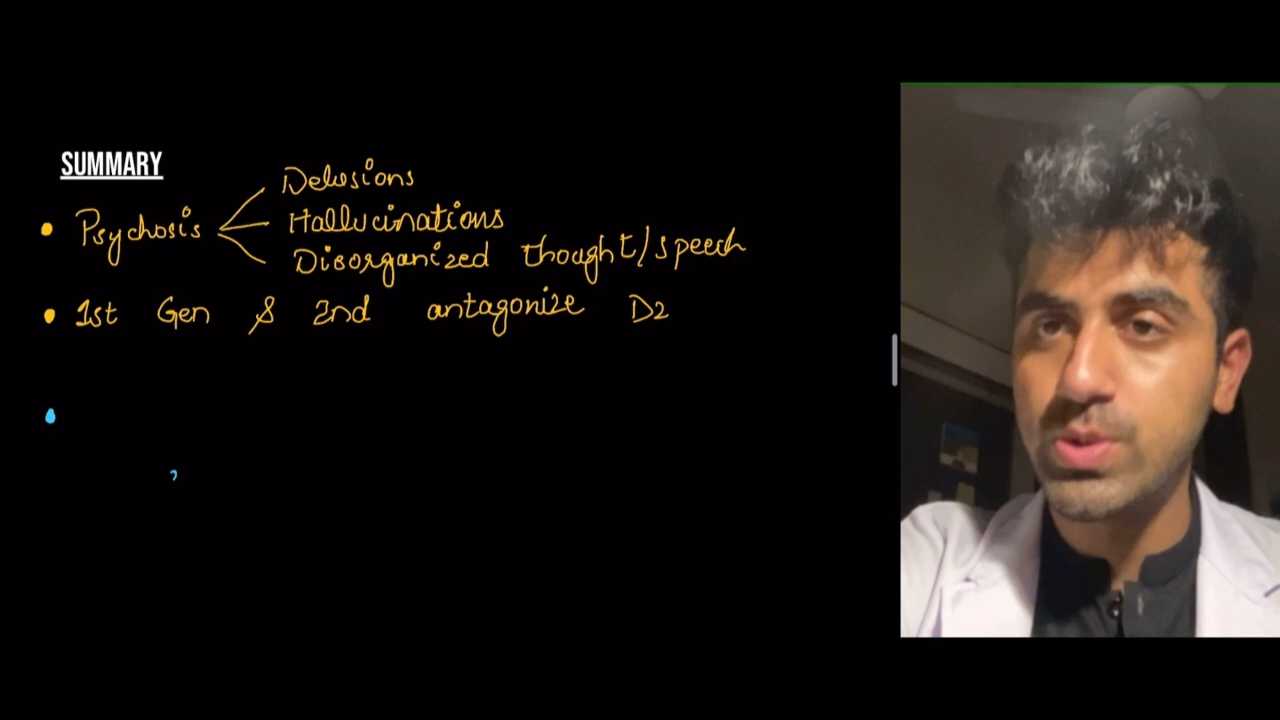 SUMMARY
• Psychosis
Delusions
Hallucinations
Disorganized thought/speech
• 1st Gen & 2nd antagonize D2
•